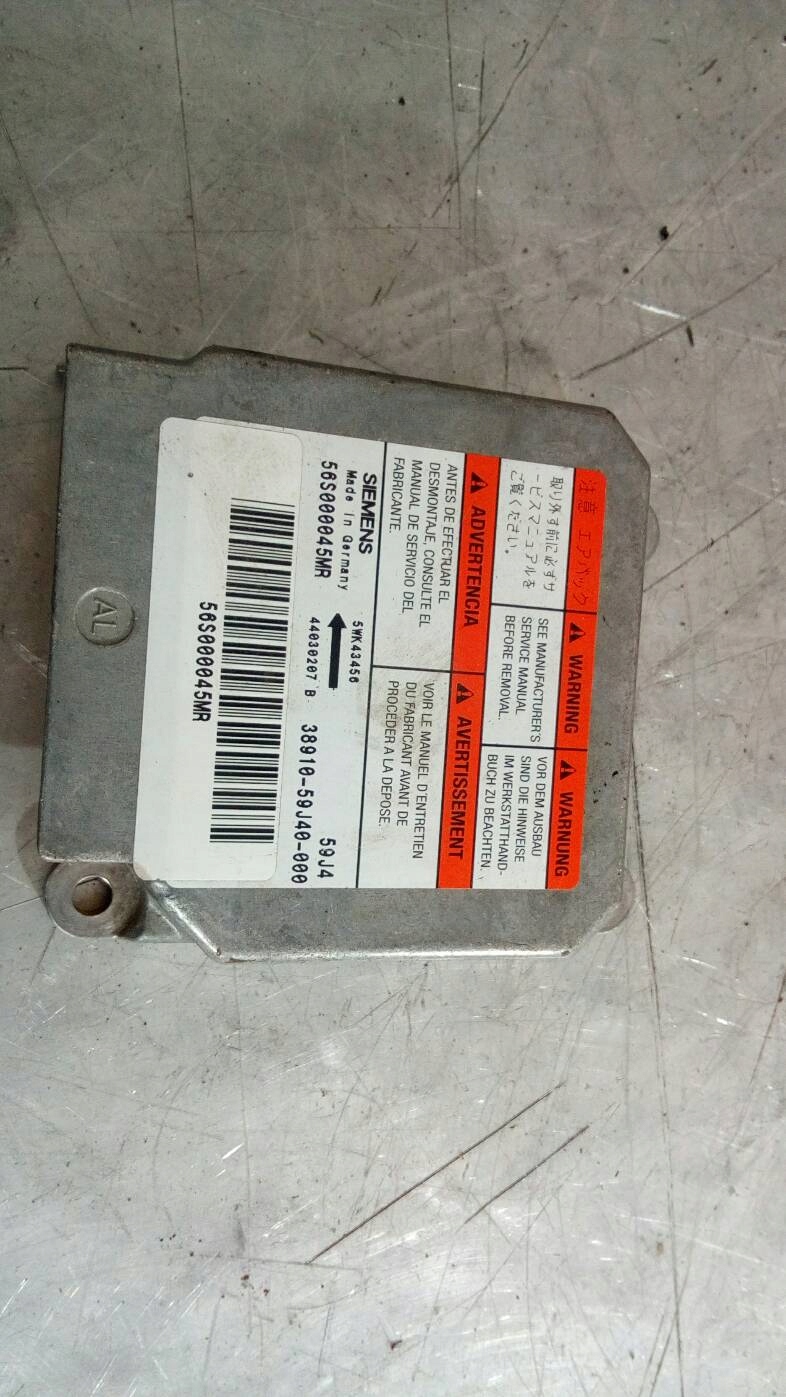 注意 エアバッグ
取り外す前に必ずサ
ービスマニュアルを
ご覧ください。
WARNING
SEE MANUFACTURER'S
SERVICE MANUAL
BEFORE REMOVAL.
WARNUNG
VOR DEM AUSBAU
SIND DIE HINWEISE
IM WERKSTATTHAND-
BUCH ZU BEACHTEN.
ADVERTENCIA
ANTES DE EFECTUAR EL
DESMONTAJE, CONSULTE EL
MANUAL DE SERVICIO DEL
FABRICANTE.
AVERTISSEMENT
VOIR LE MANUEL D'ENTRETIEN
DU FABRICANT AVANT DE
PROCEDER A LA DEPOSE.
SIEMENS
Made in Germany
5WK43456
59J4
56S000045MR
44030207 B
38910-59J40-000
56S000045MR
AL